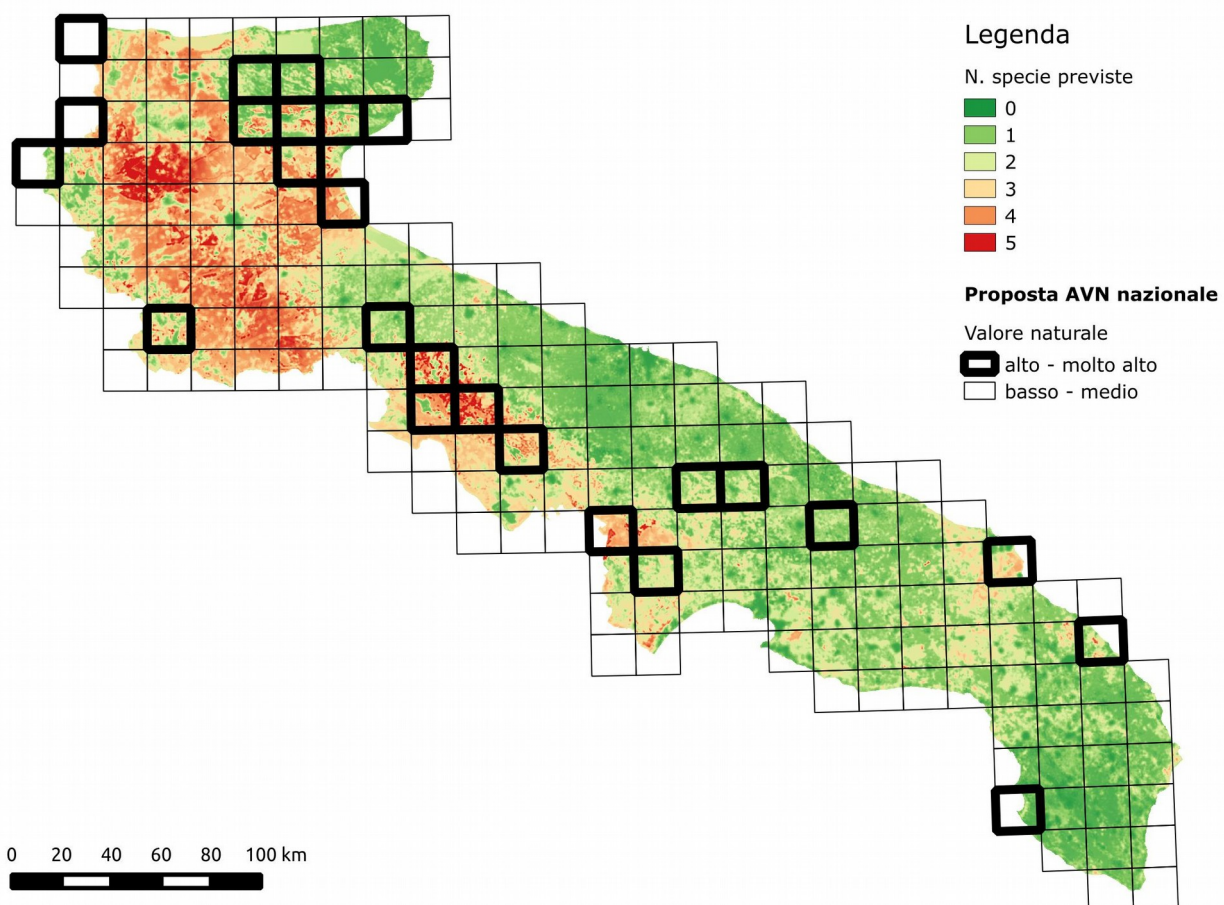 Legenda
N. specie previste
0
1
2
3
4
5
Proposta AVN nazionale
Valore naturale
alto - molto alto
basso - medio
0 20 40 60 80 100 km